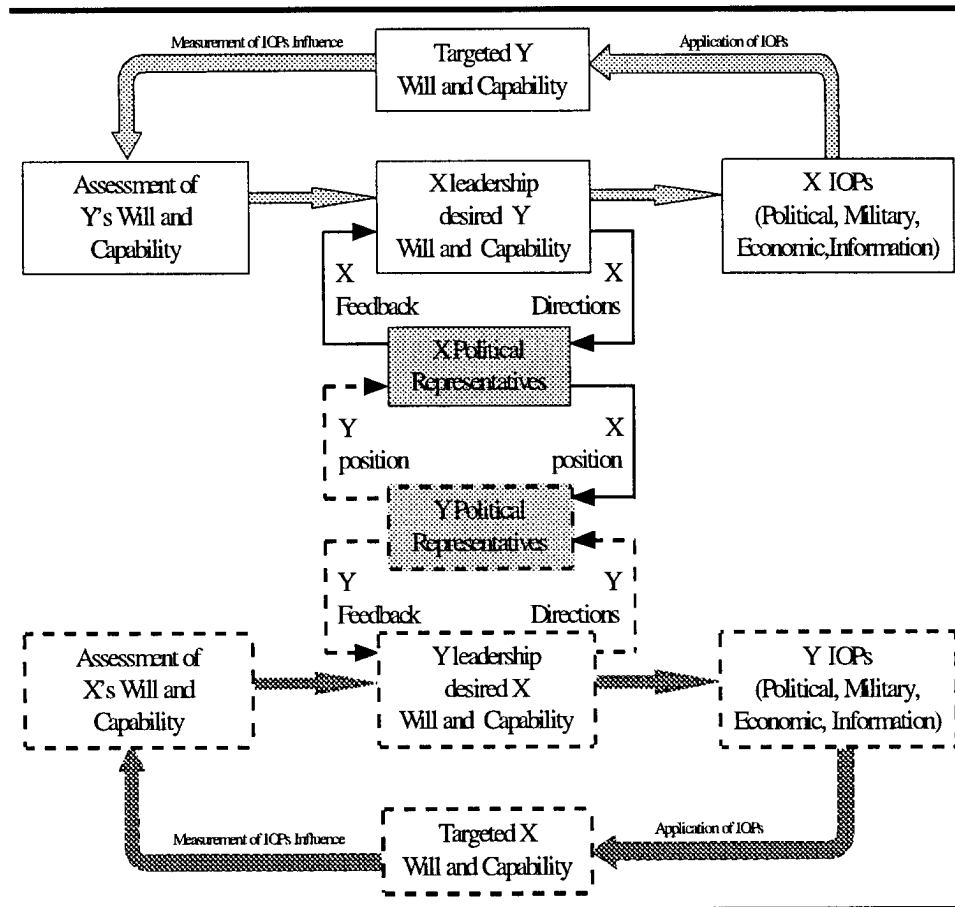 Measurement of IOPs Influence
Application of IOPs
Targeted Y
Will and Capability
Assessment of
Y's Will and
Capability
X leadership
desired Y
Will and Capability
X IOPs
(Political, Military,
Economic,Information)
X
Feedback
X
Directions
X Political
Representatives
Y
position
X
position
Y Political
Representatives
Y
Feedback
Y
Directions
Assessment of
X's Will and
Capability
Y leadership
desired X
Will and Capability
Y IOPs
(Political, Military,
Economic, Information)
Measurement of IOPs Influence
Application of IOPs
Targeted X
Will and Capability